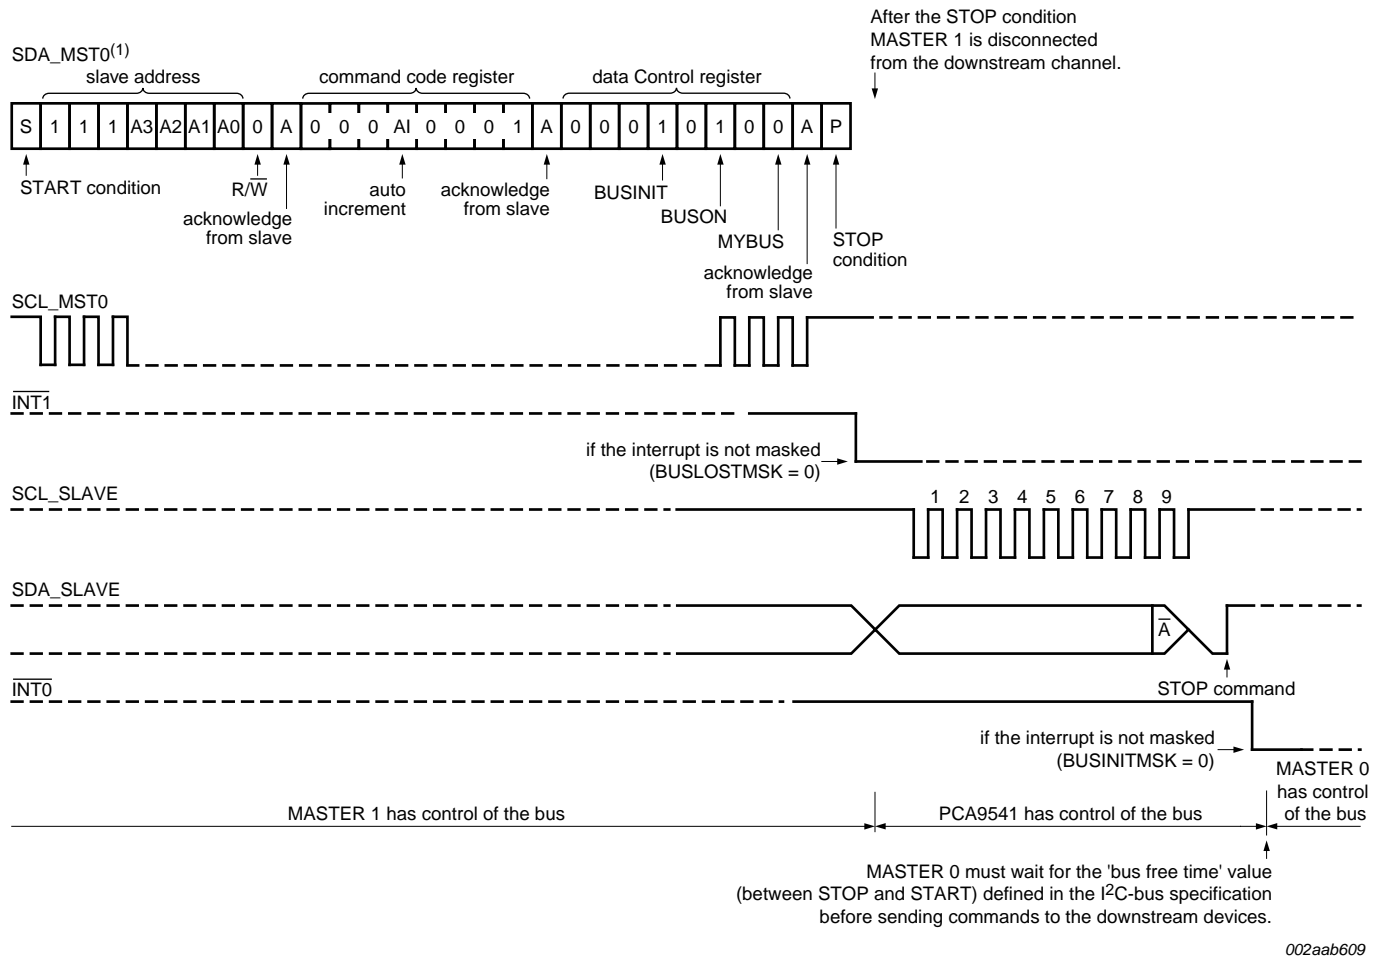 After the STOP condition
MASTER 1 is disconnected
from the downstream channel.
SDA_MST0(1)
slave address
command code register
data Control register
S 1 1 1 A3 A2 A1 A0 0 A 0 0 0 AI 0 0 0 1 A 0 0 0 1 0 1 0 0 A P
START condition
R/W̅
acknowledge
from slave
auto
increment
acknowledge
from slave
BUSINIT
BUSON
MYBUS
acknowledge
from slave
STOP
condition
SCL_MST0
I̅N̅T̅1̅
if the interrupt is not masked
(BUSLOSTMSK = 0)
SCL_SLAVE
1 2 3 4 5 6 7 8 9
SDA_SLAVE
A̅
STOP command
I̅N̅T̅0̅
if the interrupt is not masked
(BUSINITMSK = 0)
MASTER 1 has control of the bus
PCA9541 has control of the bus
MASTER 0
has control
of the bus
MASTER 0 must wait for the 'bus free time' value
(between STOP and START) defined in the I2C-bus specification
before sending commands to the downstream devices.
002aab609